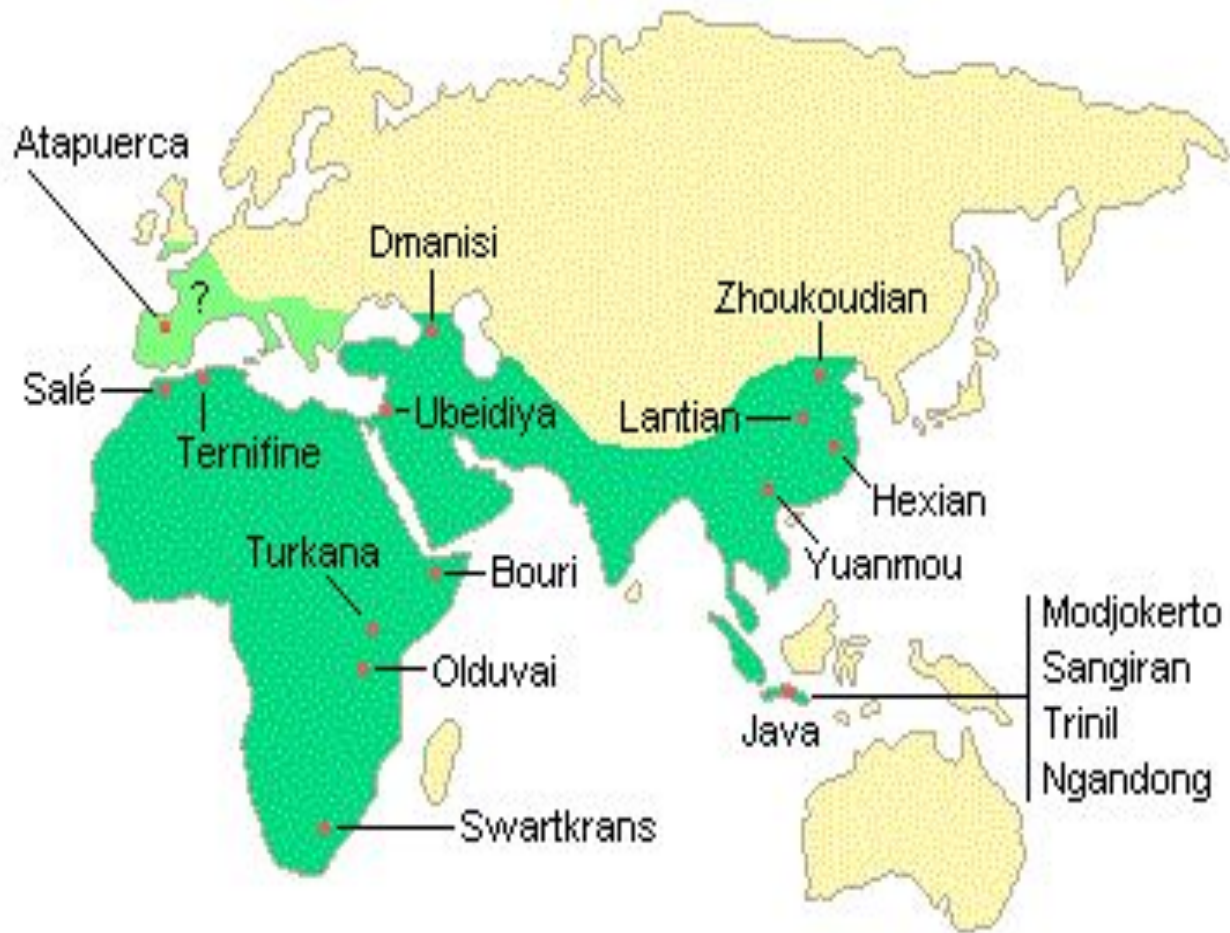 Atapuerca
Dmanisi
?
Zhoukoudian
Salé
Ubeidiya
Lantian
Ternifine
Hexian
Turkana
Bouri
Yuanmou
Modjokerto
Olduvai
Sangiran
Java
Trinil
Ngandong
Swartkrans